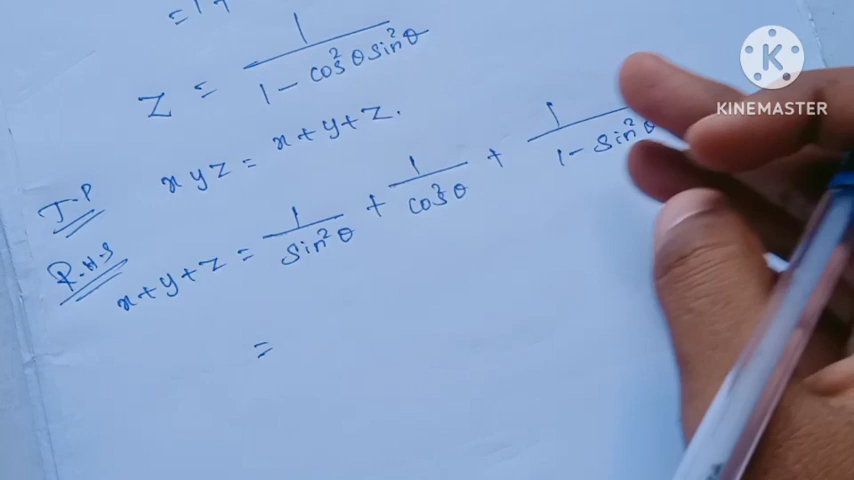 Z = 1 / 1 - cos²θ sin²θ
T.P xyz = x+y+z.
R.H.S
x+y+z = 1 / sin²θ + 1 / cos²θ + 1 / 1 - sin²θ
=
K
KINEMASTER